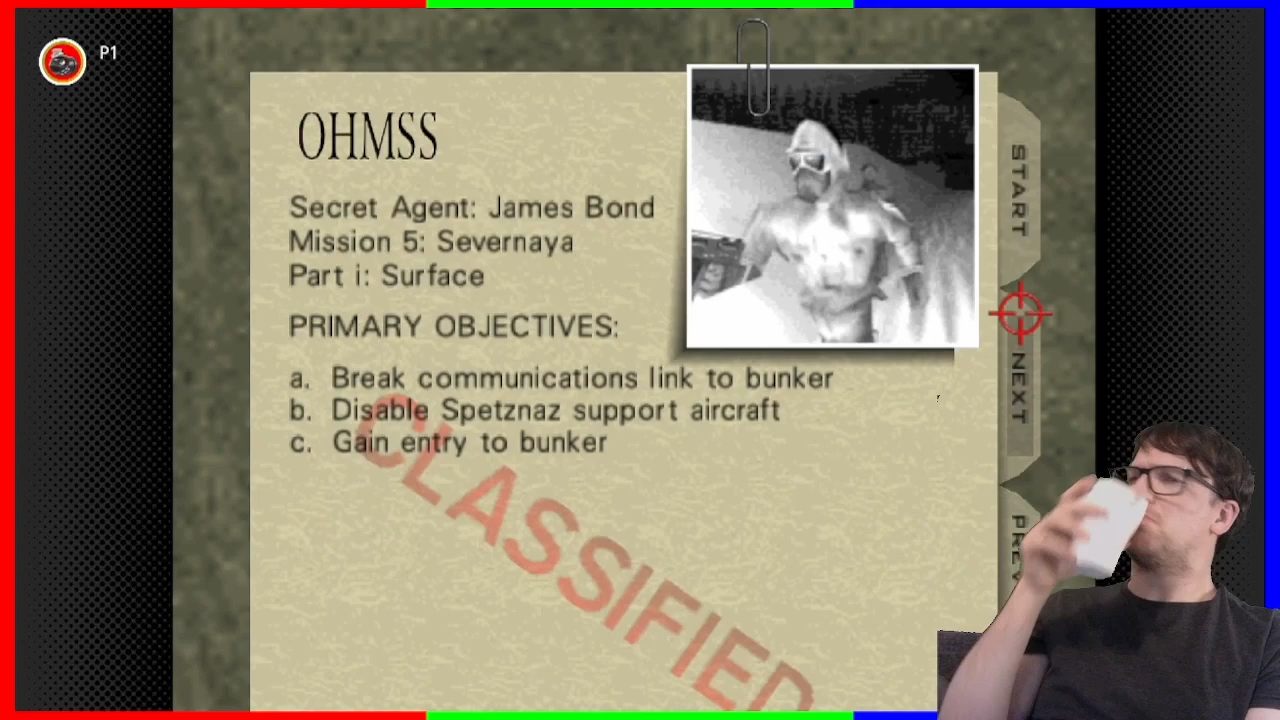 P1
OHMSS
Secret Agent: James Bond
Mission 5: Severnaya
Part i: Surface
PRIMARY OBJECTIVES:
a. Break communications link to bunker
b. Disable Spetznaz support aircraft
c. Gain entry to bunker
CLASSIFIED
START
NEXT
PREV